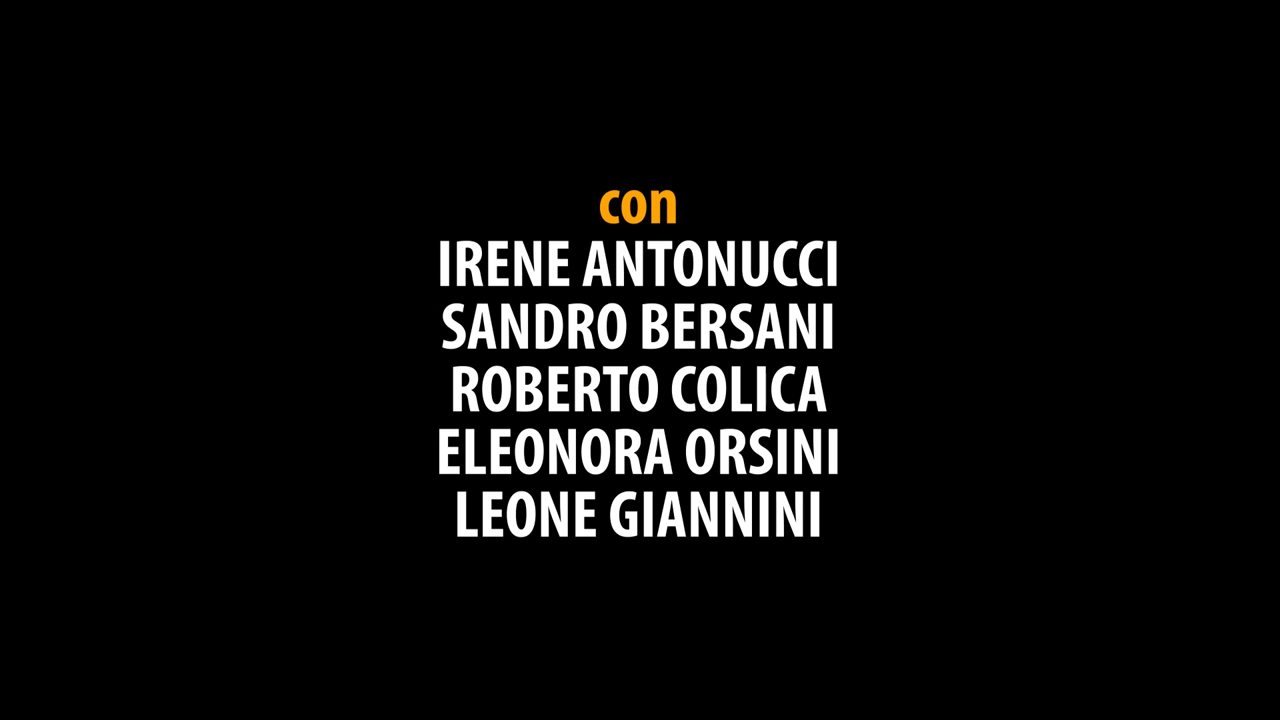 con
IRENE ANTONUCCI
SANDRO BERSANI
ROBERTO COLICA
ELEONORA ORSINI
LEONE GIANNINI